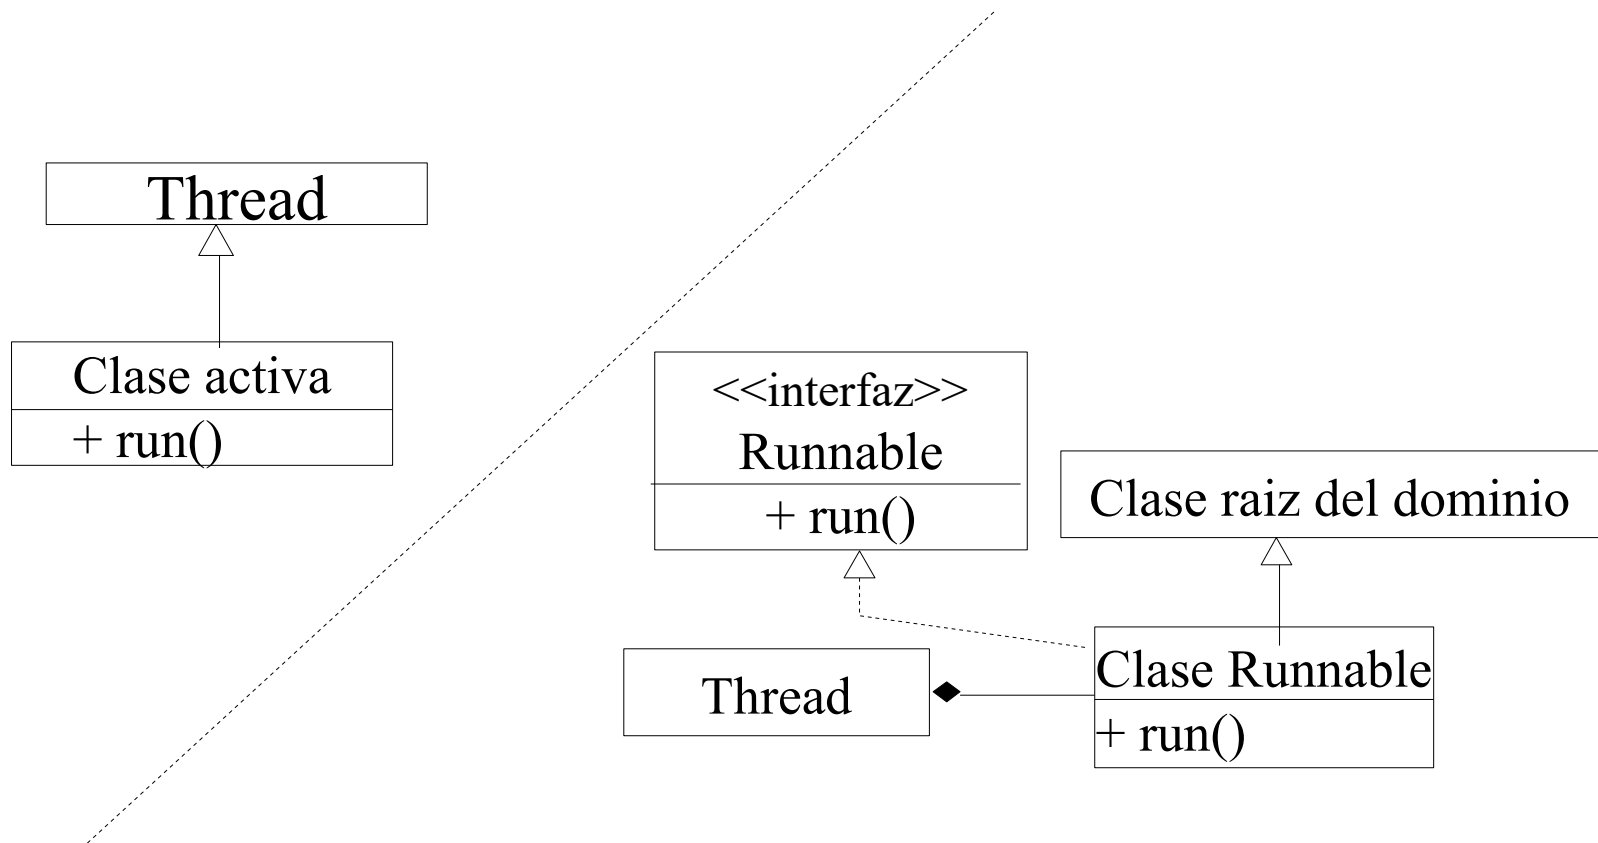 Thread
Clase activa
+ run()
<<interfaz>>
Runnable
+ run()
Clase raiz del dominio
Thread
Clase Runnable
+ run()